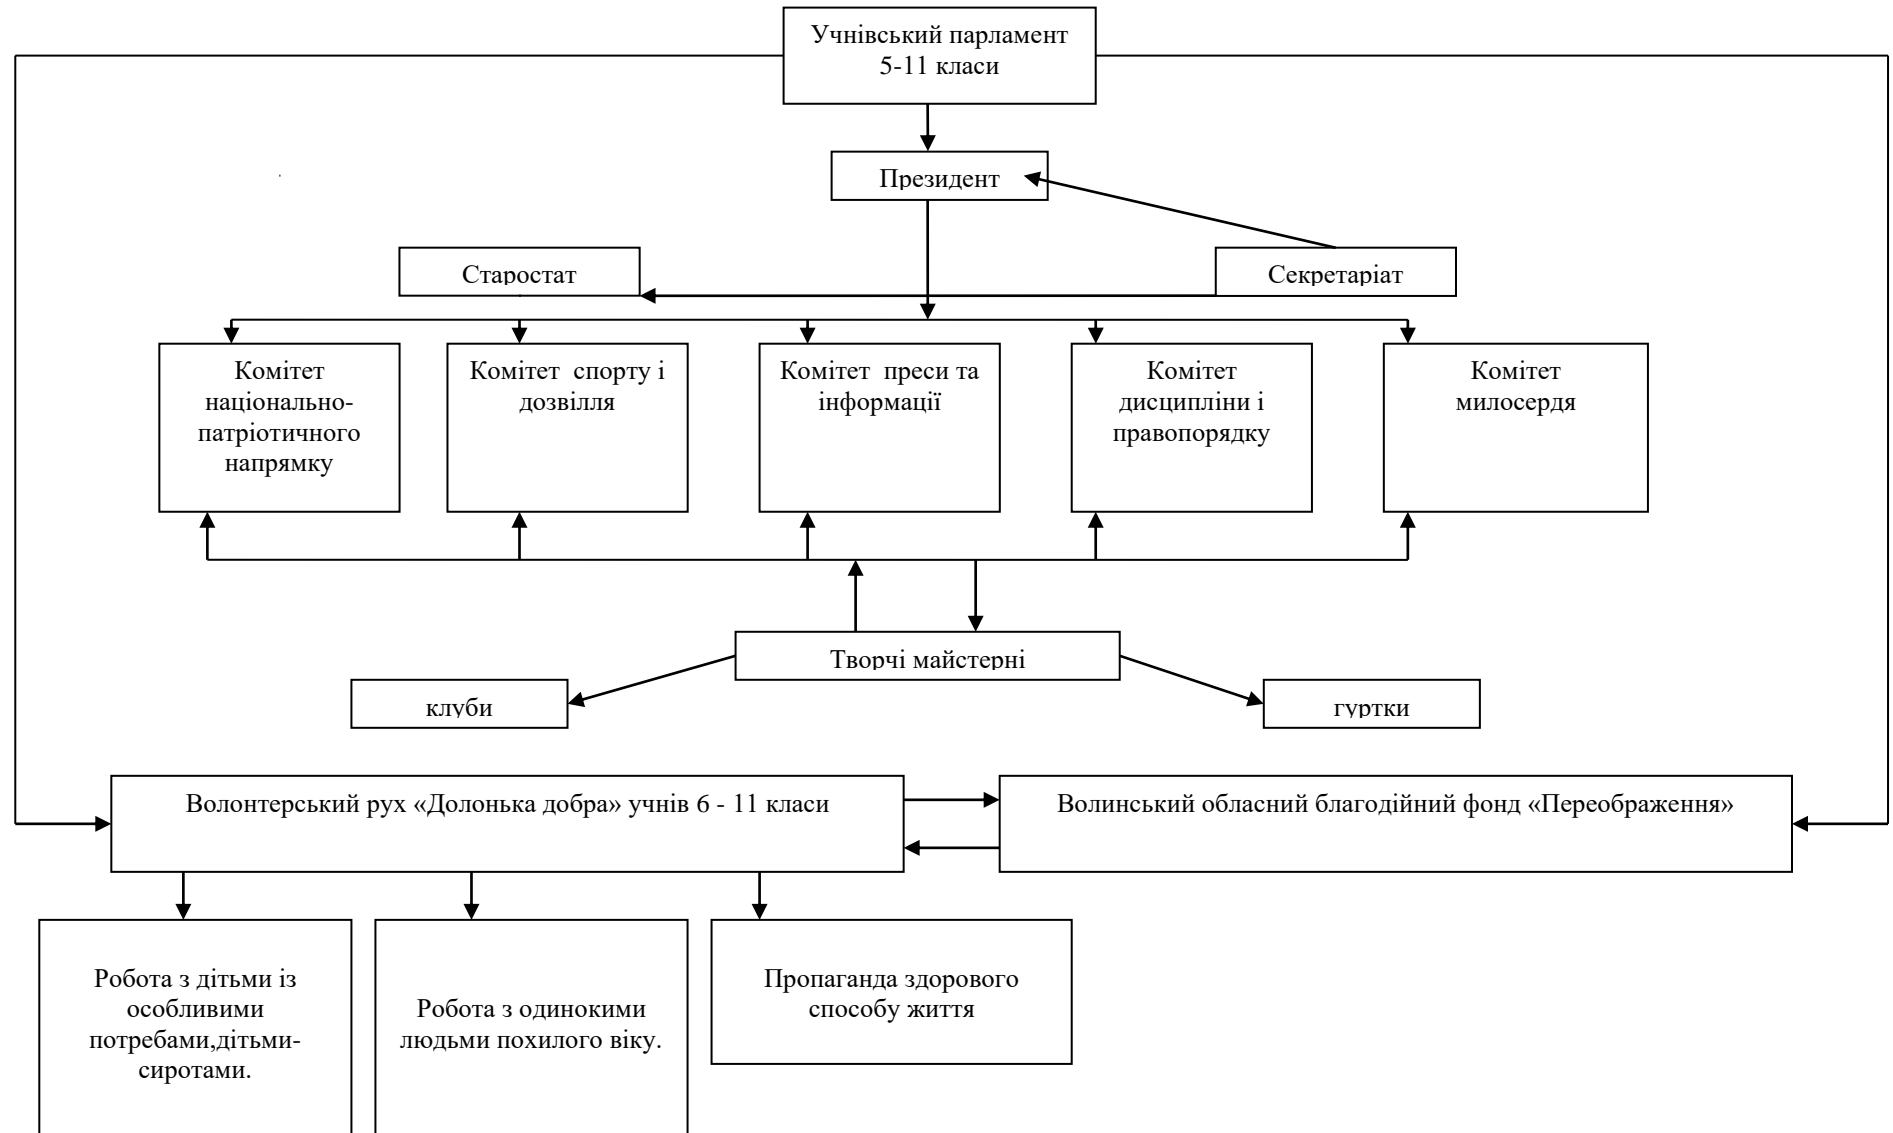 Учнівський парламент
5-11 класи
Президент
Старостат
Секретаріат
Комітет
національно-
патріотичного
напрямку
Комітет  спорту і
дозвілля
Комітет  преси та
інформації
Комітет
дисципліни і
правопорядку
Комітет
милосердя
Творчі майстерні
клуби
гуртки
Волонтерський рух «Долонька добра» учнів 6 - 11 класи
Волинський обласний благодійний фонд «Переображення»
Робота з дітьми із
особливими
потребами,дітьми-
сиротами.
Робота з одинокими
людьми похилого віку.
Пропаганда здорового
способу життя